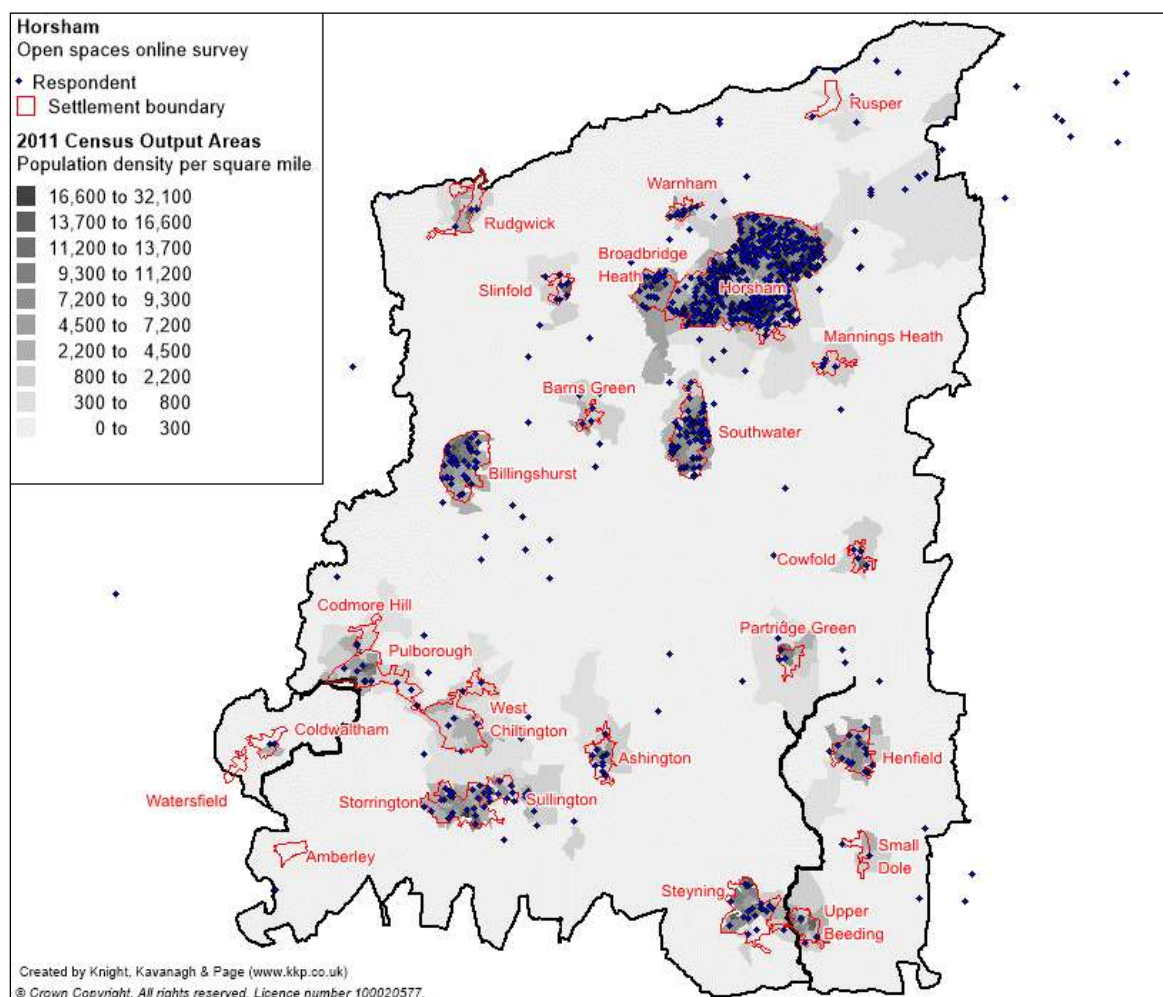 Horsham
Open spaces online survey
Respondent
Settlement boundary
2011 Census Output Areas
Population density per square mile
16,600 to 32,100
13,700 to 16,600
11,200 to 13,700
9,300 to 11,200
7,200 to 9,300
4,500 to 7,200
2,200 to 4,500
800 to 2,200
300 to 800
0 to 300
Rusper
Warnham
Rudgwick
Broadbridge
Heath
Slinfold
Horsham
Mannings Heath
Barns Green
Southwater
Billingshurst
Cowfold
Codmore Hill
Partridge Green
Pulborough
West
Chiltington
Coldwaltham
Ashington
Henfield
Watersfield
Storrington
Sullington
Amberley
Small
Dole
Steyning
Upper
Beeding
Created by Knight, Kavanagh & Page (www.kkp.co.uk)
© Crown Copyright. All rights reserved. Licence number 100020577.